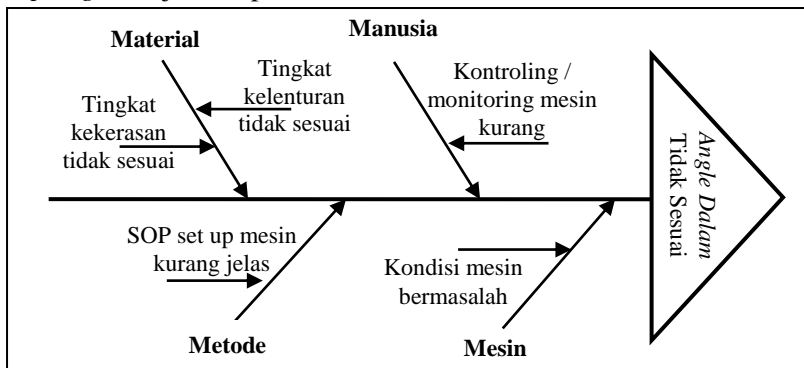 Material
Manusia
Tingkat
kelenturan
tidak sesuai
Tingkat
kekerasan
tidak sesuai
Kontroling /
monitoring mesin
kurang
Angle Dalam
Tidak Sesuai
SOP set up mesin
kurang jelas
Kondisi mesin
bermasalah
Metode
Mesin